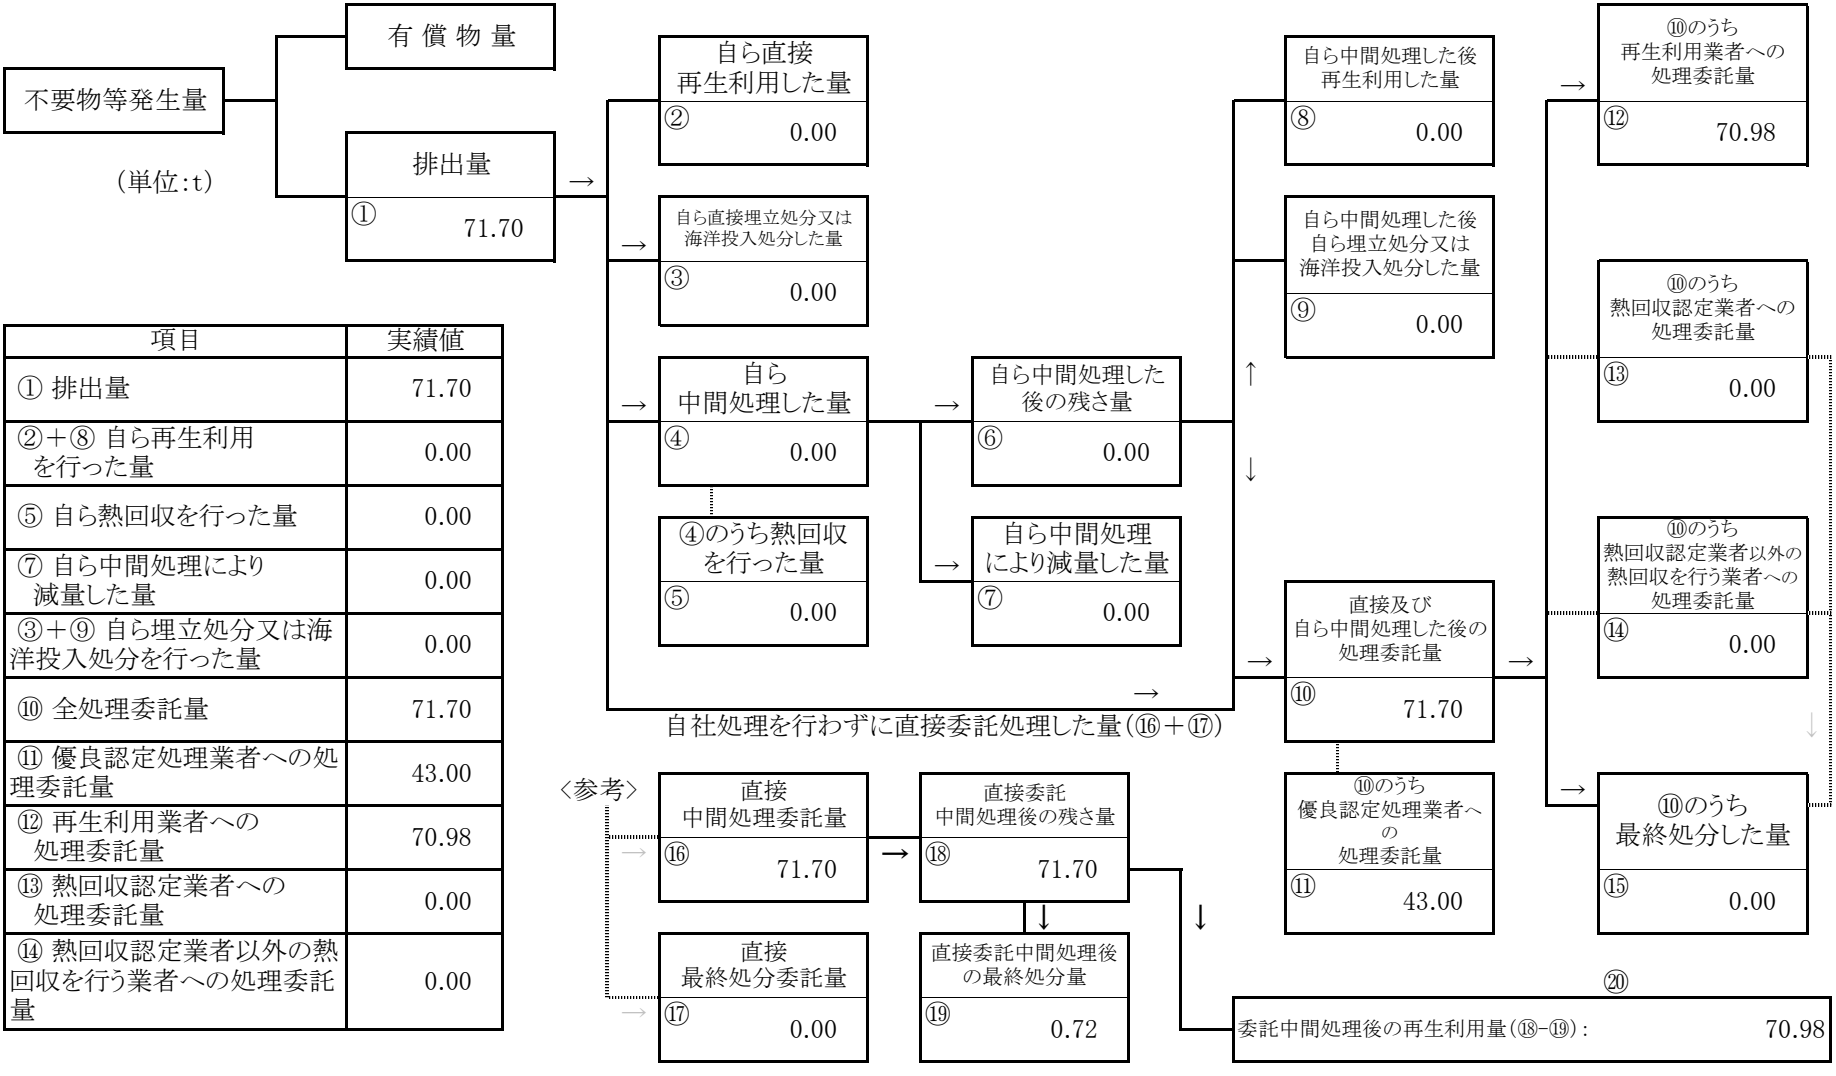 不要物等発生量
(単位:t)
有償物量
排出量
①
71.70
→
自ら直接
再生利用した量
②
0.00
→
自ら直接埋立処分又は
海洋投入処分した量
③
0.00
→
自ら
中間処理した量
④
0.00
④のうち熱回収
を行った量
⑤
0.00
→
自ら中間処理した
後の残さ量
⑥
0.00
→
自ら中間処理
により減量した量
⑦
0.00
自ら中間処理した後
再生利用した量
⑧
0.00
自ら中間処理した後
自ら埋立処分又は
海洋投入処分した量
⑨
0.00
↑
↓
→
直接及び
自ら中間処理した後の
処理委託量
⑩
71.70
→
⑩のうち
優良認定処理業者へ
の
処理委託量
⑪
43.00
→
⑩のうち
再生利用業者への
処理委託量
⑫
70.98
⑩のうち
熱回収認定業者への
処理委託量
⑬
0.00
⑩のうち
熱回収認定業者以外の
熱回収を行う業者への
処理委託量
⑭
0.00
↓
→
⑩のうち
最終処分した量
⑮
0.00
→
自社処理を行わずに直接委託処理した量(⑯+⑰)
項目 実績値
① 排出量 71.70
②+⑧ 自ら再生利用
を行った量
0.00
⑤ 自ら熱回収を行った量 0.00
⑦ 自ら中間処理により
減量した量
0.00
③+⑨ 自ら埋立処分又は海
洋投入処分を行った量
0.00
⑩ 全処理委託量 71.70
⑪ 優良認定処理業者への処
理委託量
43.00
⑫ 再生利用業者への
処理委託量
70.98
⑬ 熱回収認定業者への
処理委託量
0.00
⑭ 熱回収認定業者以外の熱
回収を行う業者への処理委託
量
0.00
<参考>
→
直接
中間処理委託量
⑯
71.70
→
直接委託
中間処理後の残さ量
⑱
71.70
↓
↓
→
直接
最終処分委託量
⑰
0.00
直接委託中間処理後
の最終処分量
⑲
0.72
⑳
委託中間処理後の再生利用量(⑱-⑲): 70.98